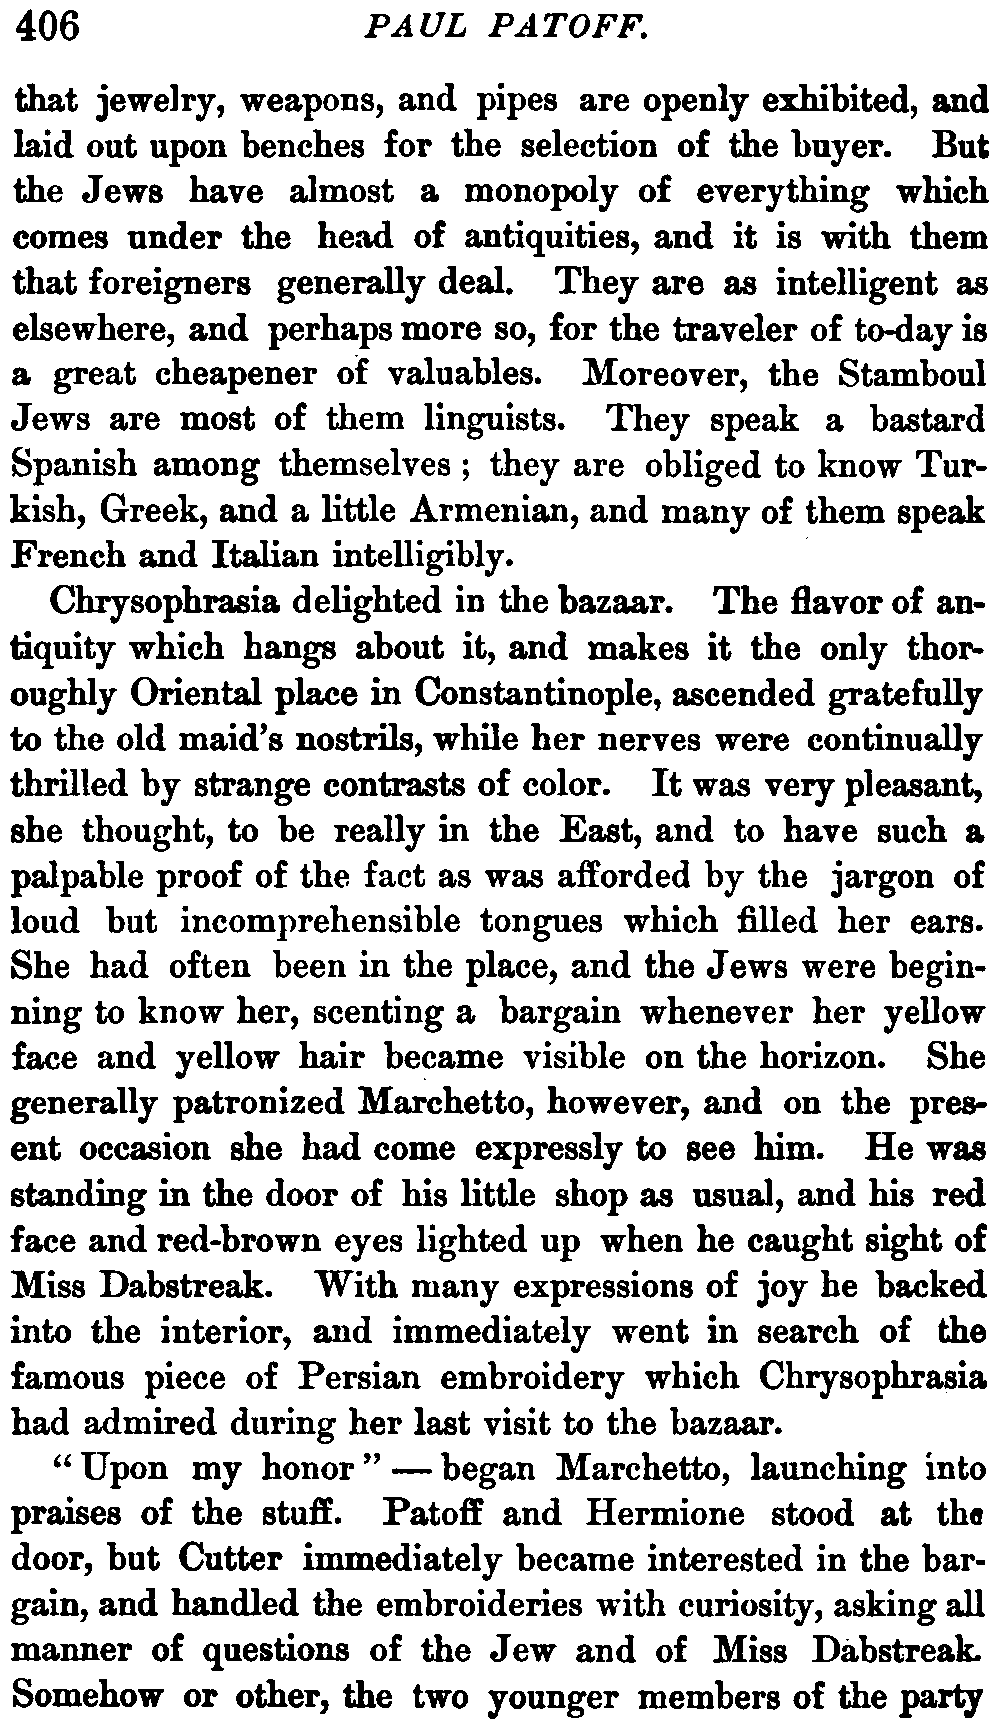 406 PAUL PATOFF.
that jewelry, weapons, and pipes are openly exhibited, and
laid out upon benches for the selection of the buyer. But
the Jews have almost a monopoly of everything which
comes under the head of antiquities, and it is with them
that foreigners generally deal. They are as intelligent as
elsewhere, and perhaps more so, for the traveler of to-day is
a great cheapener of valuables. Moreover, the Stamboul
Jews are most of them linguists. They speak a bastard
Spanish among themselves; they are obliged to know Tur-
kish, Greek, and a little Armenian, and many of them speak
French and Italian intelligibly.
Chrysophrasia delighted in the bazaar. The flavor of an-
tiquity which hangs about it, and makes it the only thor-
oughly Oriental place in Constantinople, ascended gratefully
to the old maid's nostrils, while her nerves were continually
thrilled by strange contrasts of color. It was very pleasant,
she thought, to be really in the East, and to have such a
palpable proof of the fact as was afforded by the jargon of
loud but incomprehensible tongues which filled her ears.
She had often been in the place, and the Jews were begin-
ning to know her, scenting a bargain whenever her yellow
face and yellow hair became visible on the horizon. She
generally patronized Marchetto, however, and on the pres-
ent occasion she had come expressly to see him. He was
standing in the door of his little shop as usual, and his red
face and red-brown eyes lighted up when he caught sight of
Miss Dabstreak. With many expressions of joy he backed
into the interior, and immediately went in search of the
famous piece of Persian embroidery which Chrysophrasia
had admired during her last visit to the bazaar.
"Upon my honor" — began Marchetto, launching into
praises of the stuff. Patoff and Hermione stood at the
door, but Cutter immediately became interested in the bar-
gain, and handled the embroideries with curiosity, asking all
manner of questions of the Jew and of Miss Dabstreak.
Somehow or other, the two younger members of the party